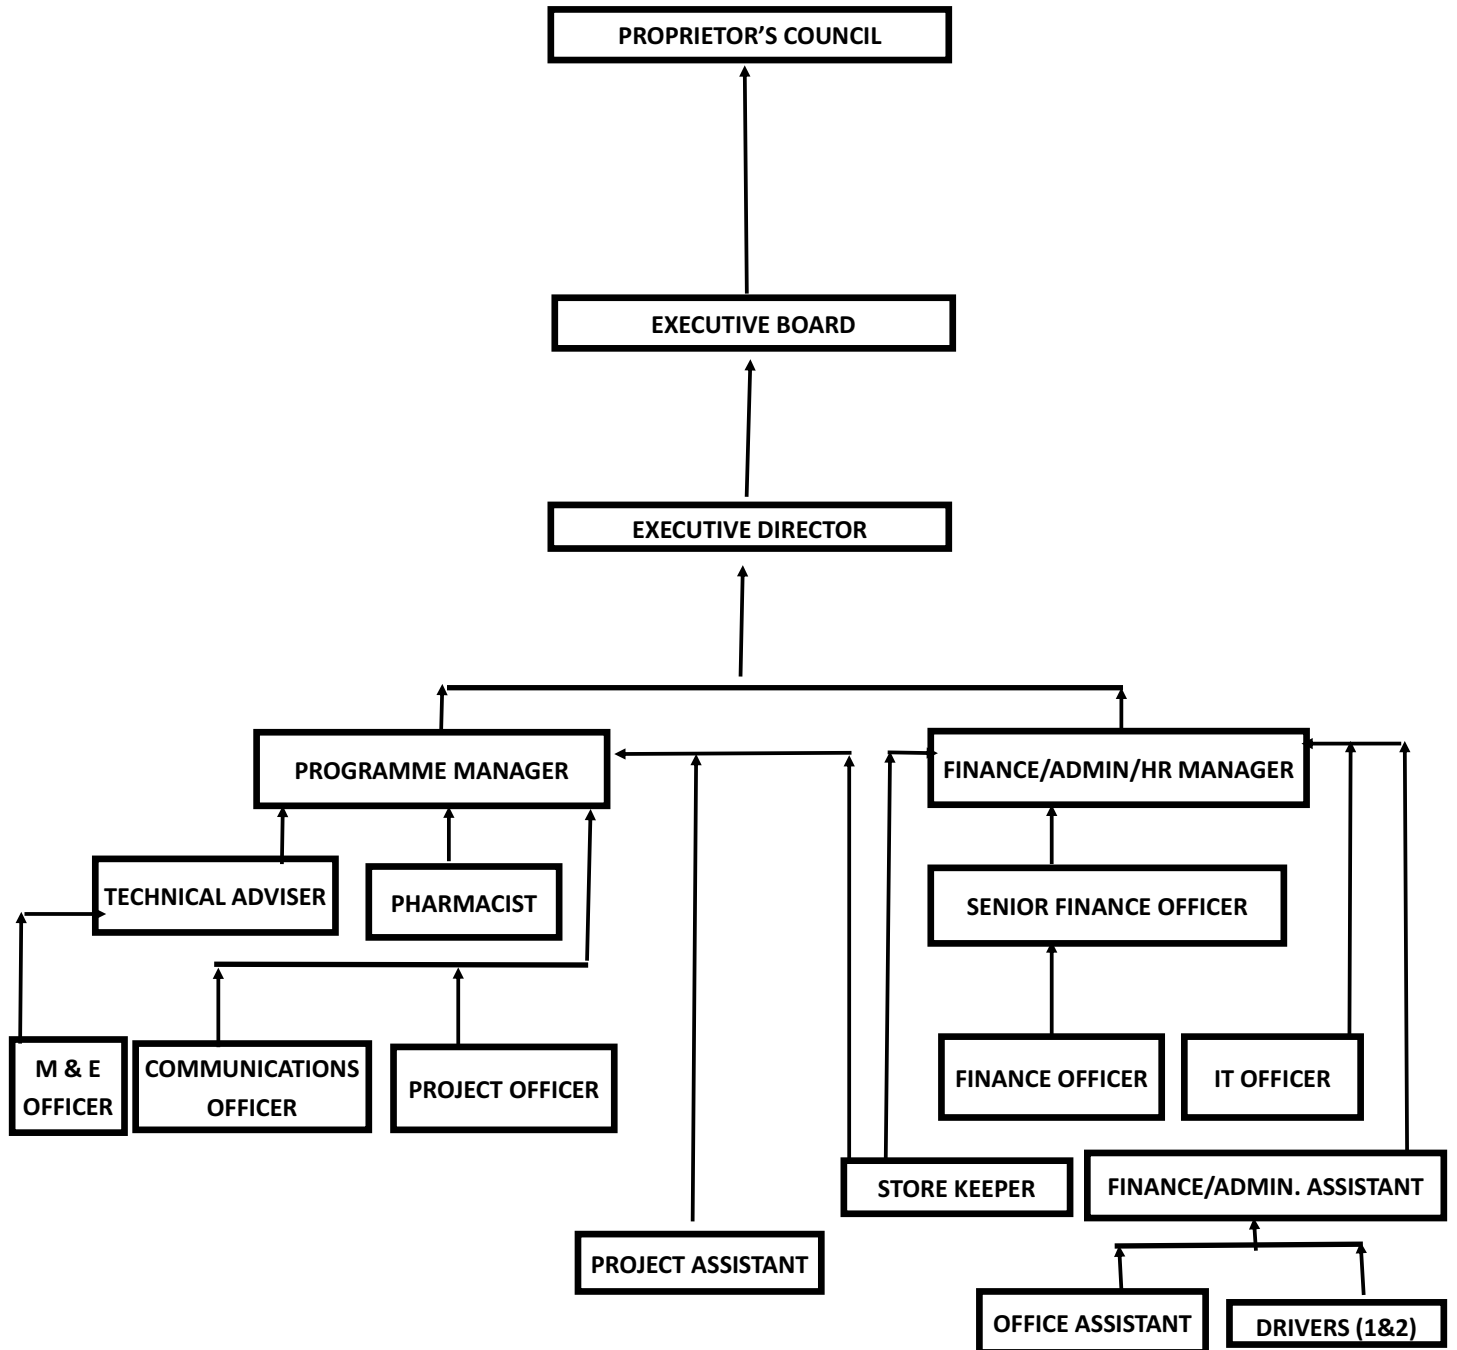 PROPRIETOR’S COUNCIL
EXECUTIVE BOARD
EXECUTIVE DIRECTOR
PROGRAMME MANAGER
FINANCE/ADMIN/HR MANAGER
TECHNICAL ADVISER
PHARMACIST
SENIOR FINANCE OFFICER
M & E
OFFICER
COMMUNICATIONS
OFFICER
PROJECT OFFICER
FINANCE OFFICER
IT OFFICER
STORE KEEPER
FINANCE/ADMIN. ASSISTANT
PROJECT ASSISTANT
OFFICE ASSISTANT
DRIVERS (1&2)